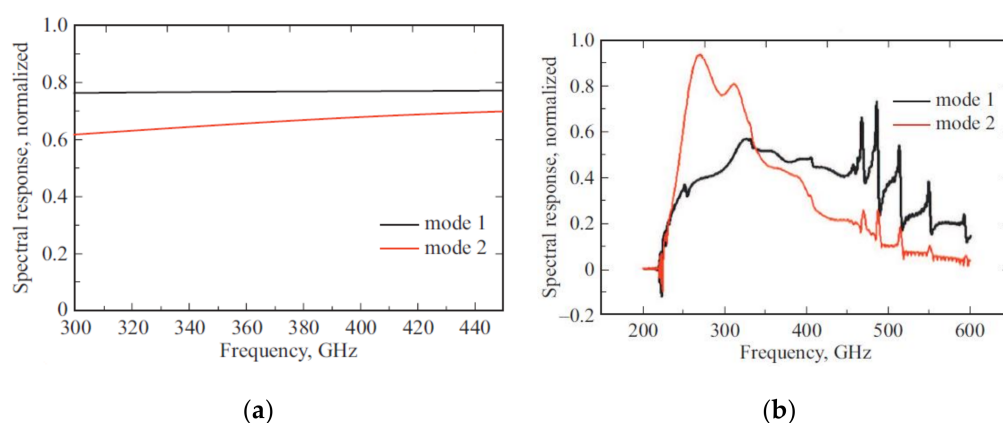 1.0
0.8
0.6
0.4
0.2
0
Spectral response, normalized
mode 1
mode 2
300 320 340 360 380 400 420 440
Frequency, GHz
(a)
1.0
0.8
0.6
0.4
0.2
0
–0.2
Spectral response, normalized
mode 1
mode 2
200 300 400 500 600
Frequency, GHz
(b)